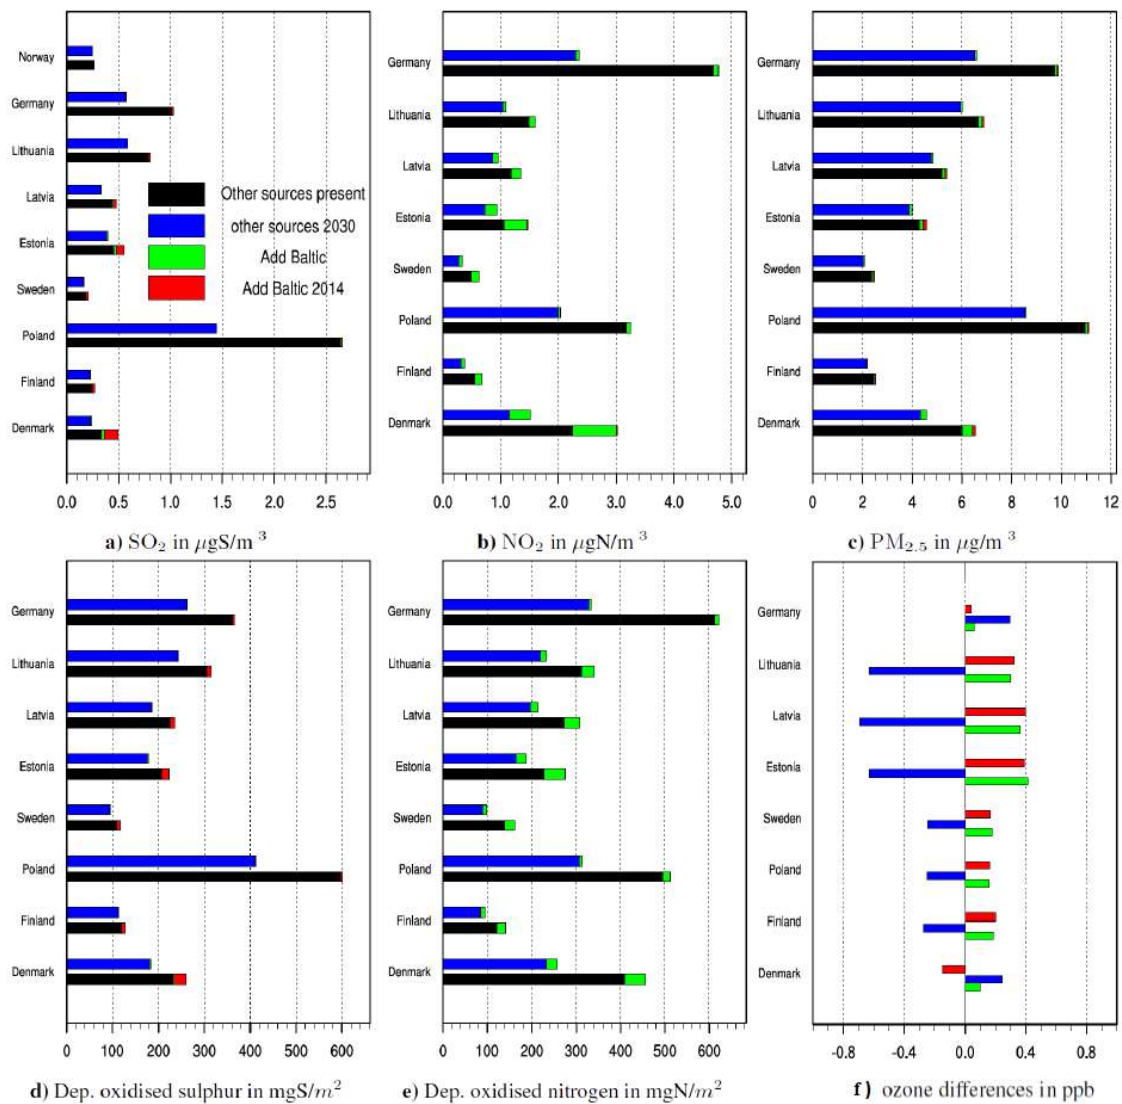 Norway
Germany
Lithuania
Latvia
Estonia
Sweden
Poland
Finland
Denmark
Other sources present
other sources 2030
Add Baltic
Add Baltic 2014
0.0 0.5 1.0 1.5 2.0 2.5
a) SO2 in μgS/m3
Germany
Lithuania
Latvia
Estonia
Sweden
Poland
Finland
Denmark
0.0 1.0 2.0 3.0 4.0 5.0
b) NO2 in μgN/m3
Germany
Lithuania
Latvia
Estonia
Sweden
Poland
Finland
Denmark
0 2 4 6 8 10 12
c) PM2.5 in μg/m3
Germany
Lithuania
Latvia
Estonia
Sweden
Poland
Finland
Denmark
0 100 200 300 400 500 600
d) Dep. oxidised sulphur in mgS/m2
Germany
Lithuania
Latvia
Estonia
Sweden
Poland
Finland
Denmark
0 100 200 300 400 500 600
e) Dep. oxidised nitrogen in mgN/m2
Germany
Lithuania
Latvia
Estonia
Sweden
Poland
Finland
Denmark
-0.8 -0.4 0.0 0.4 0.8
f) ozone differences in ppb